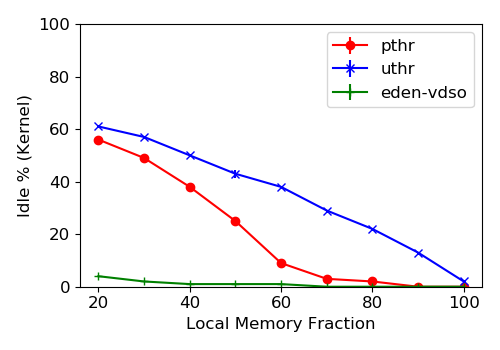 100
80
60
40
20
0
Idle % (Kernel)
pthr
uthr
eden-vdso
20 40 60 80 100
Local Memory Fraction